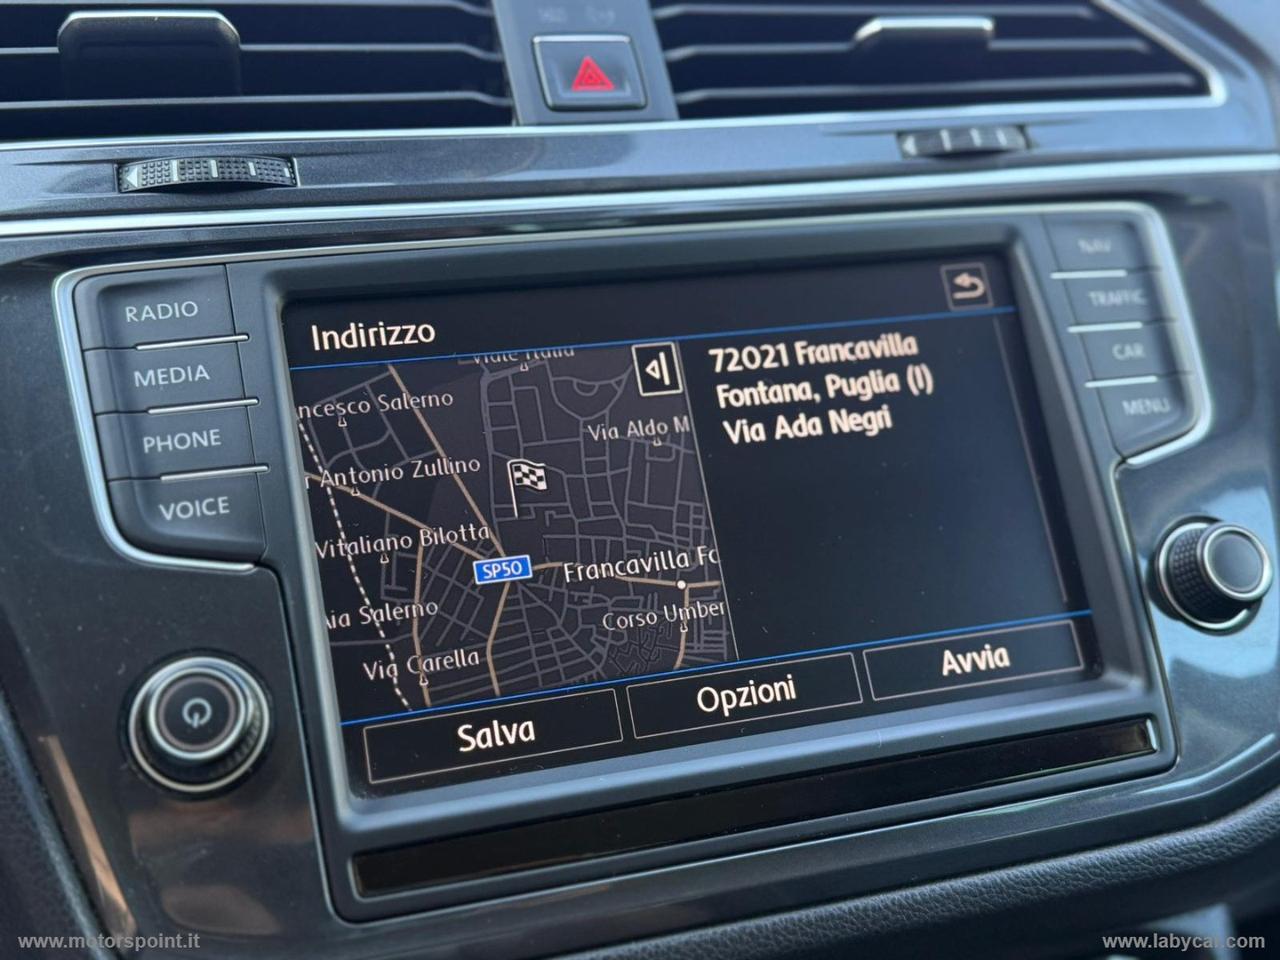 RADIO
MEDIA
PHONE
VOICE
NAV
TRAFFIC
CAR
MENU
Indirizzo
Viale Italia
ncesco Salerno
Via Aldo M
r Antonio Zullino
Vitaliano Bilotta
SP50
Francavilla Fo
Corso Umber
Salerno
Via Carella
72021 Francavilla
Fontana, Puglia (I)
Via Ada Negri
Salva
Opzioni
Avvia
www.motorspoint.it
www.labycar.com